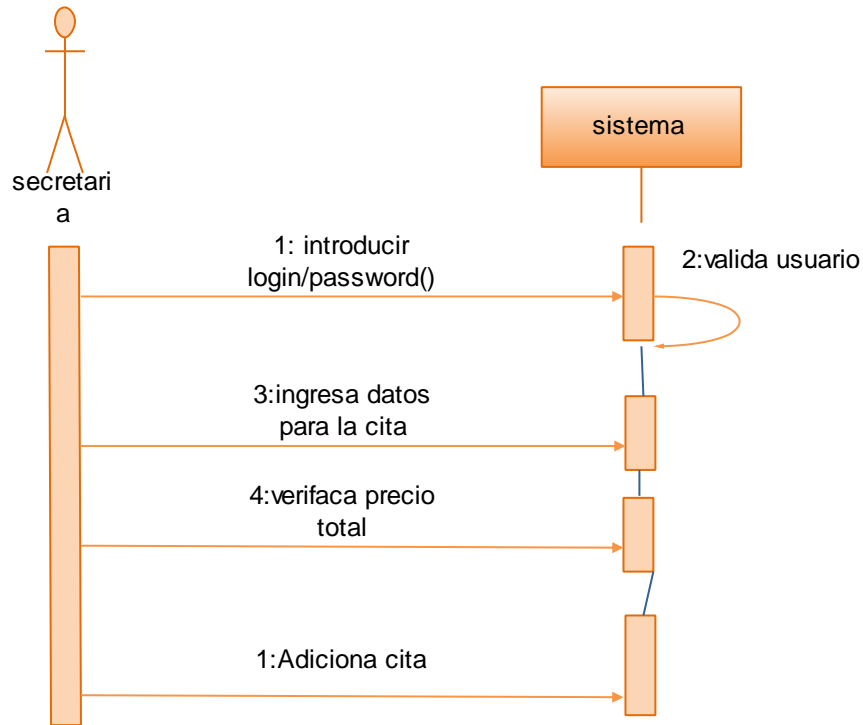 sistema
secretari
a
1: introducir
login/password()
2:valida usuario
3:ingresa datos
para la cita
4:verifaca precio
total
1:Adiciona cita